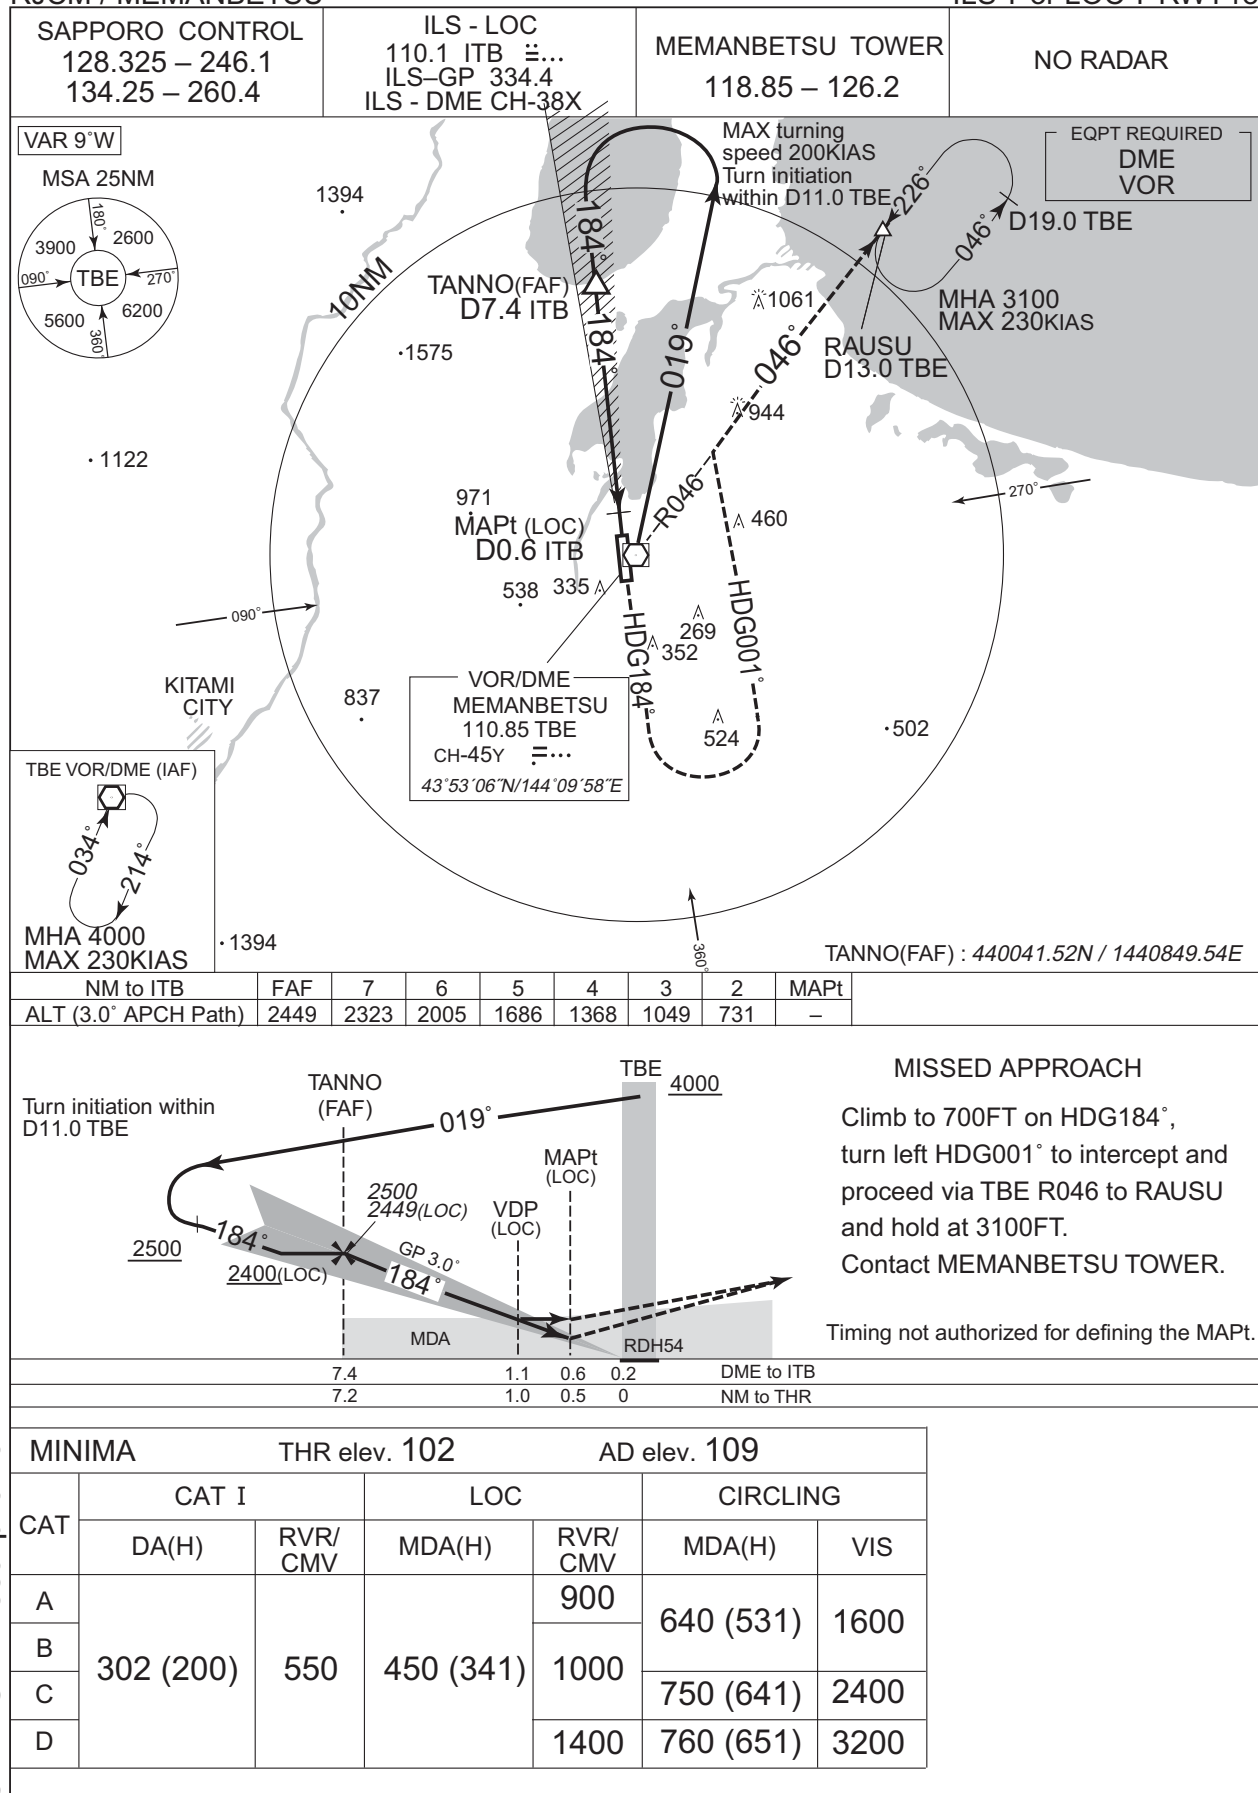 SAPPORO CONTROL
128.325 – 246.1
134.25 – 260.4
ILS - LOC
110.1 ITB
ILS–GP 334.4
ILS - DME CH-38X
MEMANBETSU TOWER
118.85 – 126.2
NO RADAR
VAR 9°W
MSA 25NM
180°
3900
2600
090°
TBE
270°
5600
6200
360°
1394
10NM
1575
1122
MAX turning
speed 200KIAS
Turn initiation
within D11.0 TBE
EQPT REQUIRED
DME
VOR
226°
046°
D19.0 TBE
MHA 3100
MAX 230KIAS
RAUSU
D13.0 TBE
184°
TANNO(FAF)
D7.4 ITB
184°
019°
1061
046°
944
R046
270°
460
971
MAPt (LOC)
D0.6 ITB
538
335
090°
HDG184°
HDG001°
269
352
524
502
KITAMI
CITY
837
VOR/DME
MEMANBETSU
110.85 TBE
CH-45Y
43°53´06˝N/144°09´58˝E
TBE VOR/DME (IAF)
034°
214°
MHA 4000
MAX 230KIAS
1394
360°
TANNO(FAF) : 440041.52N / 1440849.54E
NM to ITB FAF 7 6 5 4 3 2 MAPt
ALT (3.0° APCH Path) 2449 2323 2005 1686 1368 1049 731 –
Turn initiation within
D11.0 TBE
TANNO
(FAF)
019°
TBE
4000
MAPt
(LOC)
2500
2449(LOC)
VDP
(LOC)
184°
2500
2400(LOC)
GP 3.0°
184°
MDA
RDH54
7.4 1.1 0.6 0.2 DME to ITB
7.2 1.0 0.5 0 NM to THR
MISSED APPROACH
Climb to 700FT on HDG184°,
turn left HDG001° to intercept and
proceed via TBE R046 to RAUSU
and hold at 3100FT.
Contact MEMANBETSU TOWER.
Timing not authorized for defining the MAPt.
MINIMA THR elev. 102 AD elev. 109
CAT CAT I LOC CIRCLING
DA(H) RVR/CMV MDA(H) RVR/CMV MDA(H) VIS
A 900 640 (531) 1600
B 302 (200) 550 450 (341) 1000
C 750 (641) 2400
D 1400 760 (651) 3200